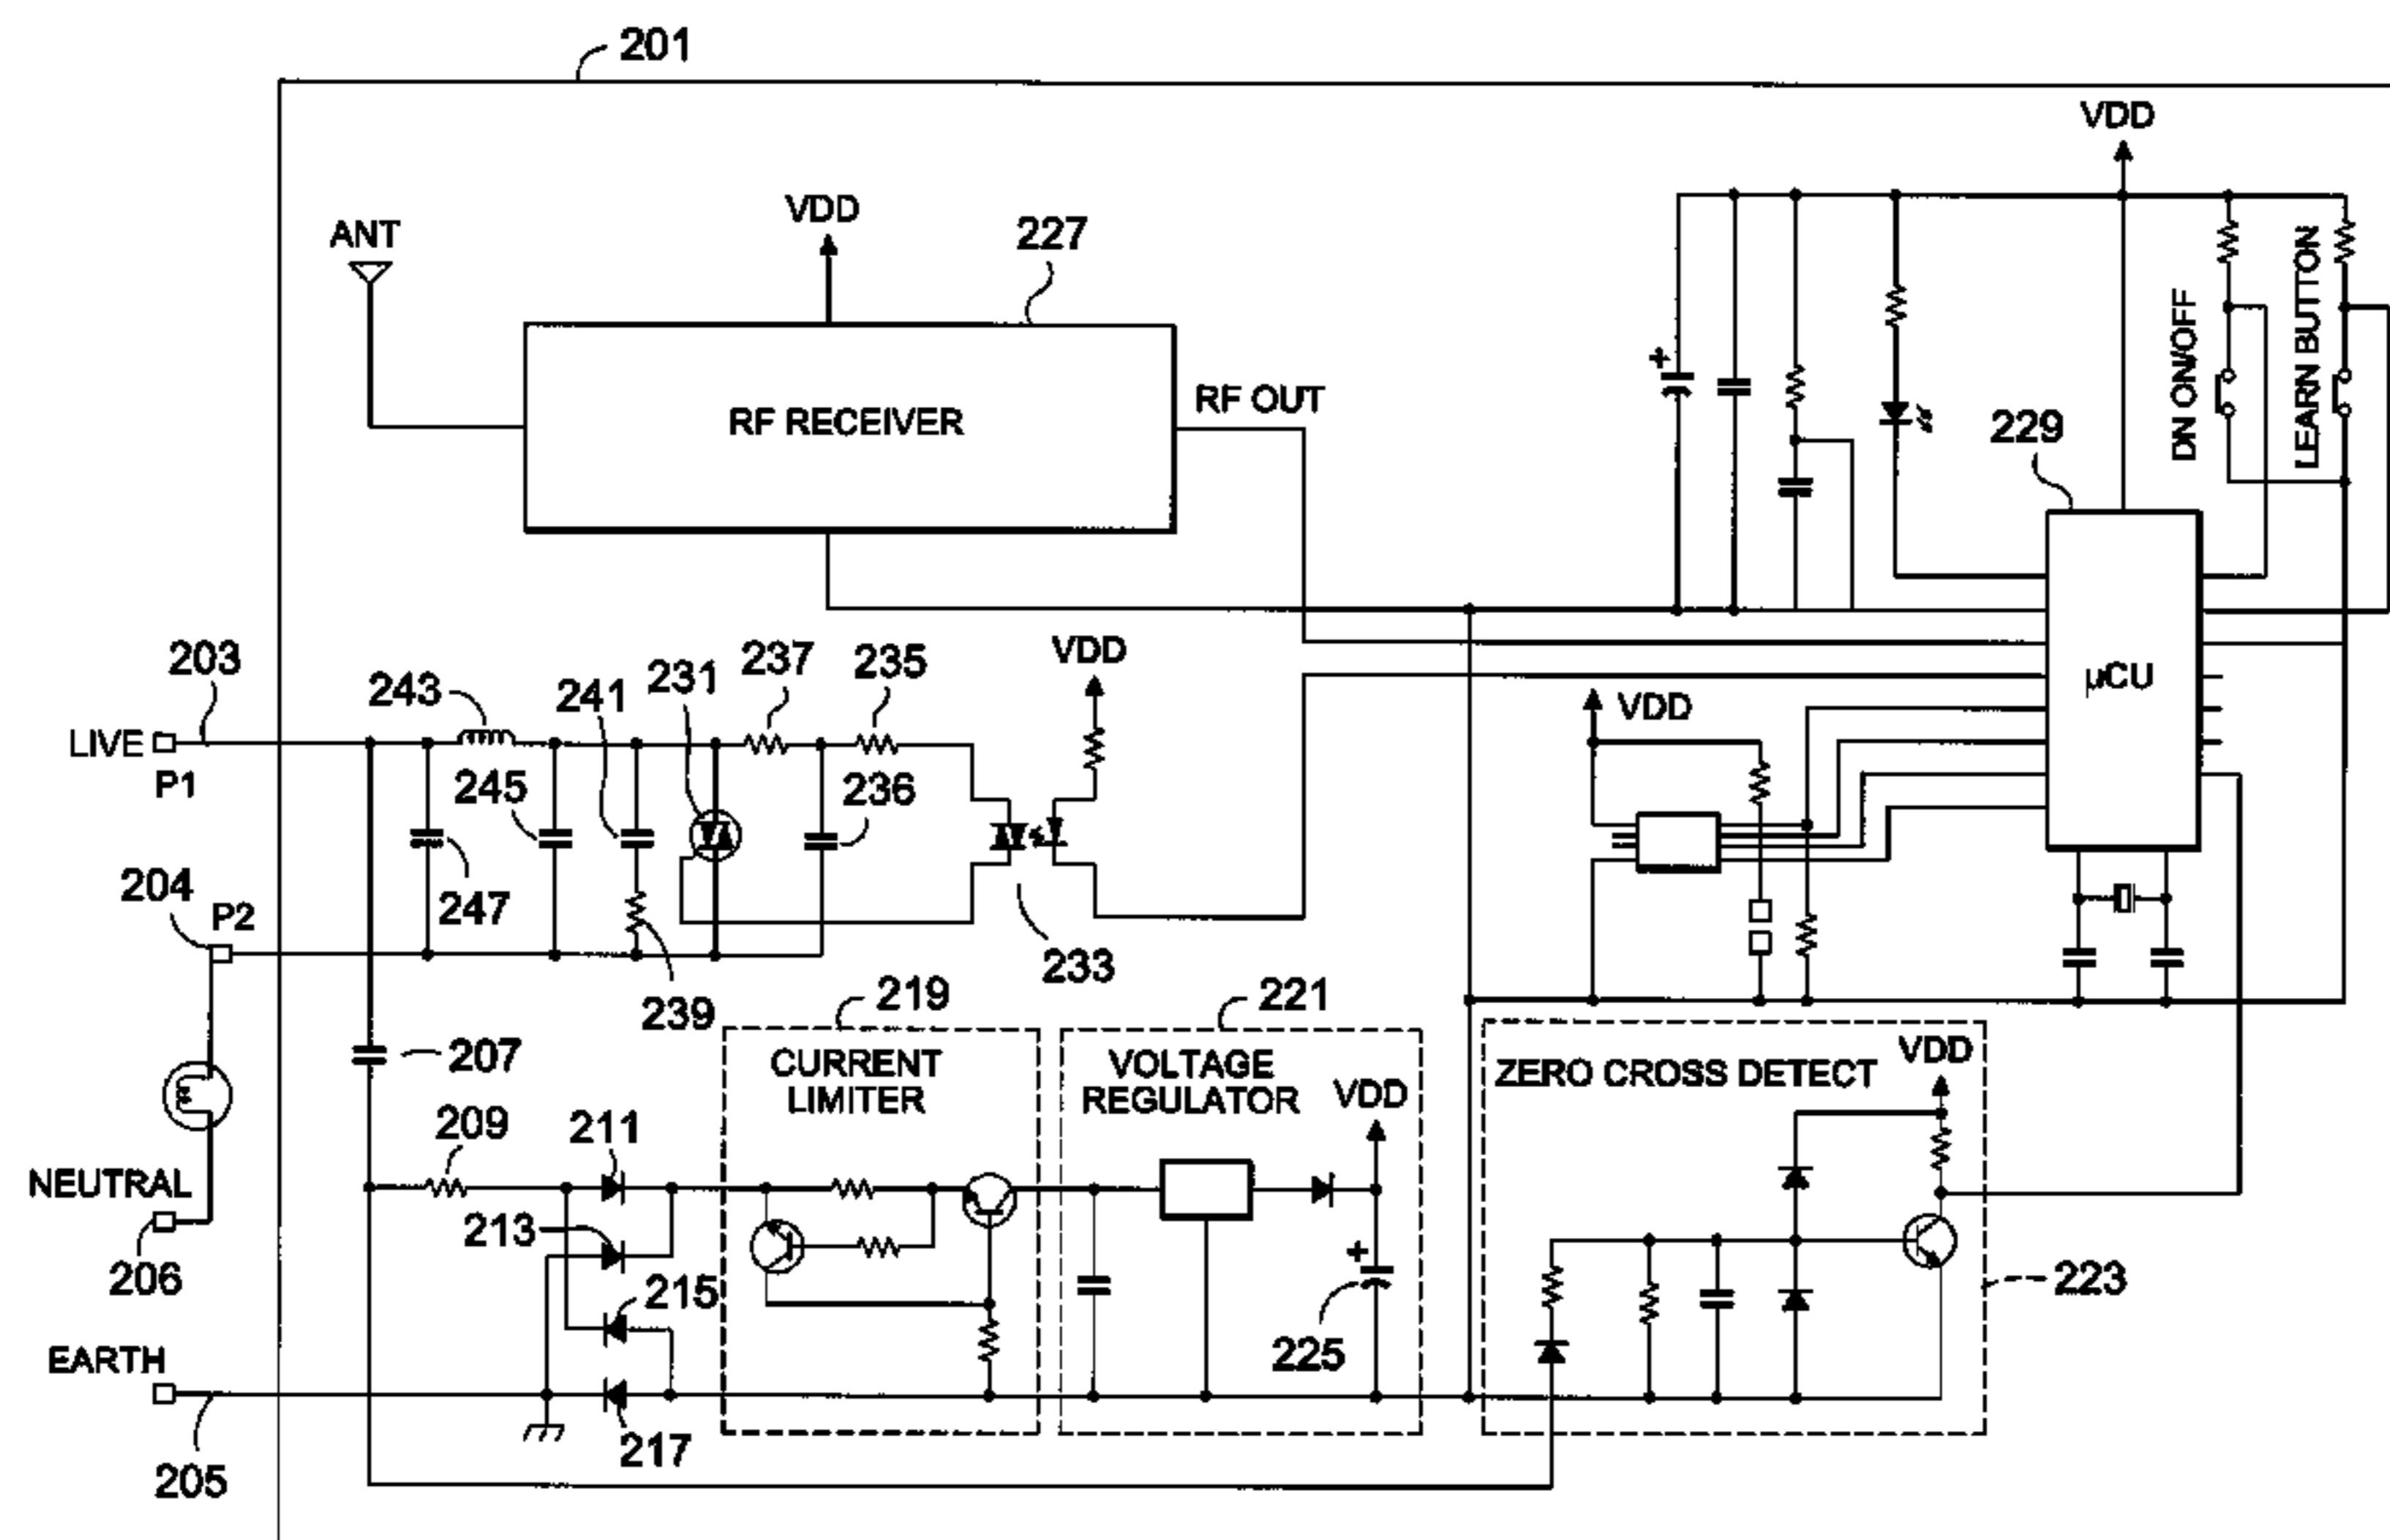 201
VDD
ANT
VDD
227
RF RECEIVER
RF OUT
DN ON/OFF
LEARN BUTTON
229
µCU
203
LIVE
P1
243
241
231
237
235
VDD
VDD
245
236
247
204
P2
239
233
207
219
CURRENT
LIMITER
221
VOLTAGE
REGULATOR
VDD
ZERO CROSS DETECT
VDD
209
211
NEUTRAL
213
206
215
+
225
223
EARTH
217
205
+